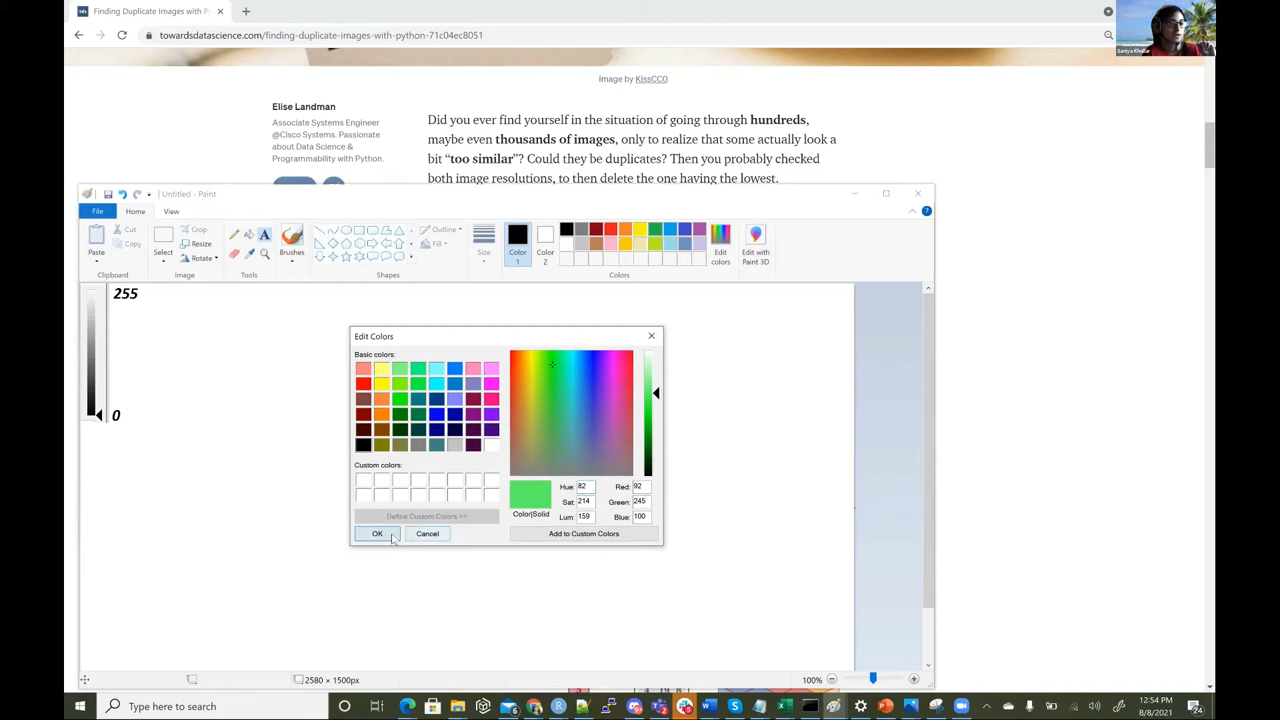 Finding Duplicate Images with P
towardsdatascience.com/finding-duplicate-images-with-python-71c04ec8051
Saniya Khullar
Image by KissCC0.
Elise Landman
Associate Systems Engineer
@Cisco Systems, Passionate
about Data Science &
Programmability with Python.
Did you ever find yourself in the situation of going through hundreds,
maybe even thousands of images, only to realize that some actually look a
bit “too similar”? Could they be duplicates? Then you probably checked
both image resolutions, to then delete the one having the lowest.
Untitled - Paint
File
Home
View
Paste
Cut
Copy
Clipboard
Select
Crop
Resize
Rotate
Image
A
Tools
Brushes
Outline
Fill
Shapes
Size
Color
1
Color
2
Edit
colors
Edit with
Paint 3D
Colors
255
0
Edit Colors
Basic colors:
Custom colors:
Define Custom Colors >>
OK
Cancel
Color|Solid
Hue: 82
Sat: 214
Lum: 159
Red: 92
Green: 245
Blue: 100
Add to Custom Colors
2580 × 1500px
100%
Type here to search
12:54 PM
8/8/2021
24